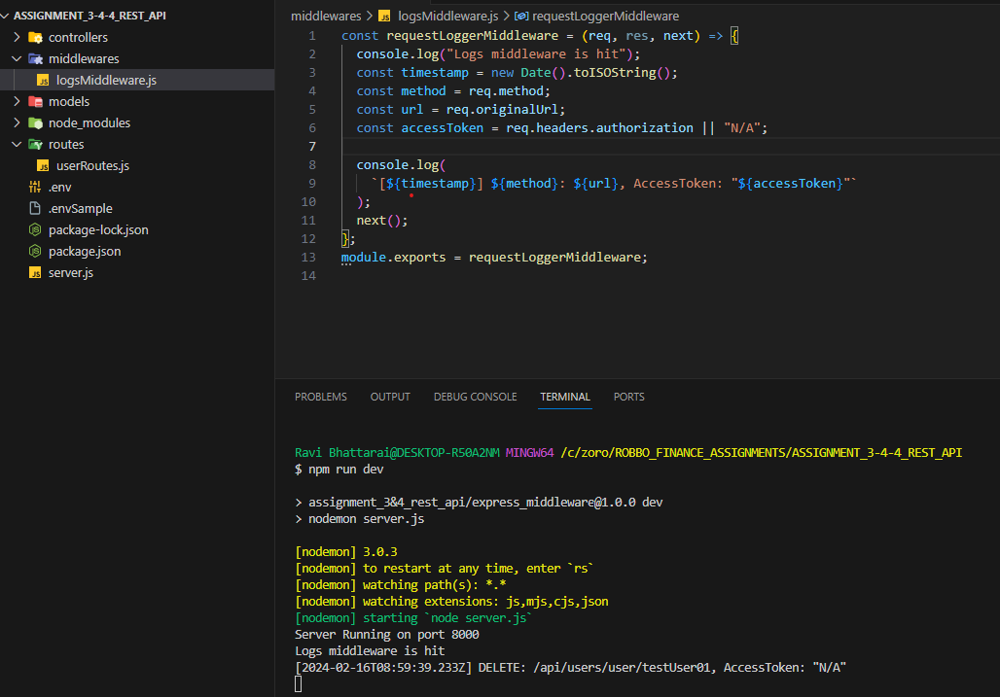 ASSIGNMENT_3-4-4_REST_API
controllers
middlewares
JS logsMiddleware.js
models
node_modules
routes
JS userRoutes.js
.env
.envSample
package-lock.json
package.json
JS server.js
middlewares > JS logsMiddleware.js > requestLoggerMiddleware
1 const requestLoggerMiddleware = (req, res, next) => {
2 console.log("Logs middleware is hit");
3 const timestamp = new Date().toISOString();
4 const method = req.method;
5 const url = req.originalUrl;
6 const accessToken = req.headers.authorization || "N/A";
7
8 console.log(
9 `[${timestamp}] ${method}: ${url}, AccessToken: "${accessToken}"`
10 );
11 next();
12 };
13 module.exports = requestLoggerMiddleware;
14
PROBLEMS OUTPUT DEBUG CONSOLE TERMINAL PORTS
Ravi Bhattarai@DESKTOP-R50A2NM MINGW64 /c/zoro/ROBBO_FINANCE_ASSIGNMENTS/ASSIGNMENT_3-4-4_REST_API
$ npm run dev
> assignment_3&4_rest_api/express_middleware@1.0.0 dev
> nodemon server.js
[nodemon] 3.0.3
[nodemon] to restart at any time, enter `rs`
[nodemon] watching path(s): *.*
[nodemon] watching extensions: js,mjs,cjs,json
[nodemon] starting `node server.js`
Server Running on port 8000
Logs middleware is hit
[2024-02-16T08:59:39.233Z] DELETE: /api/users/user/testUser01, AccessToken: "N/A"